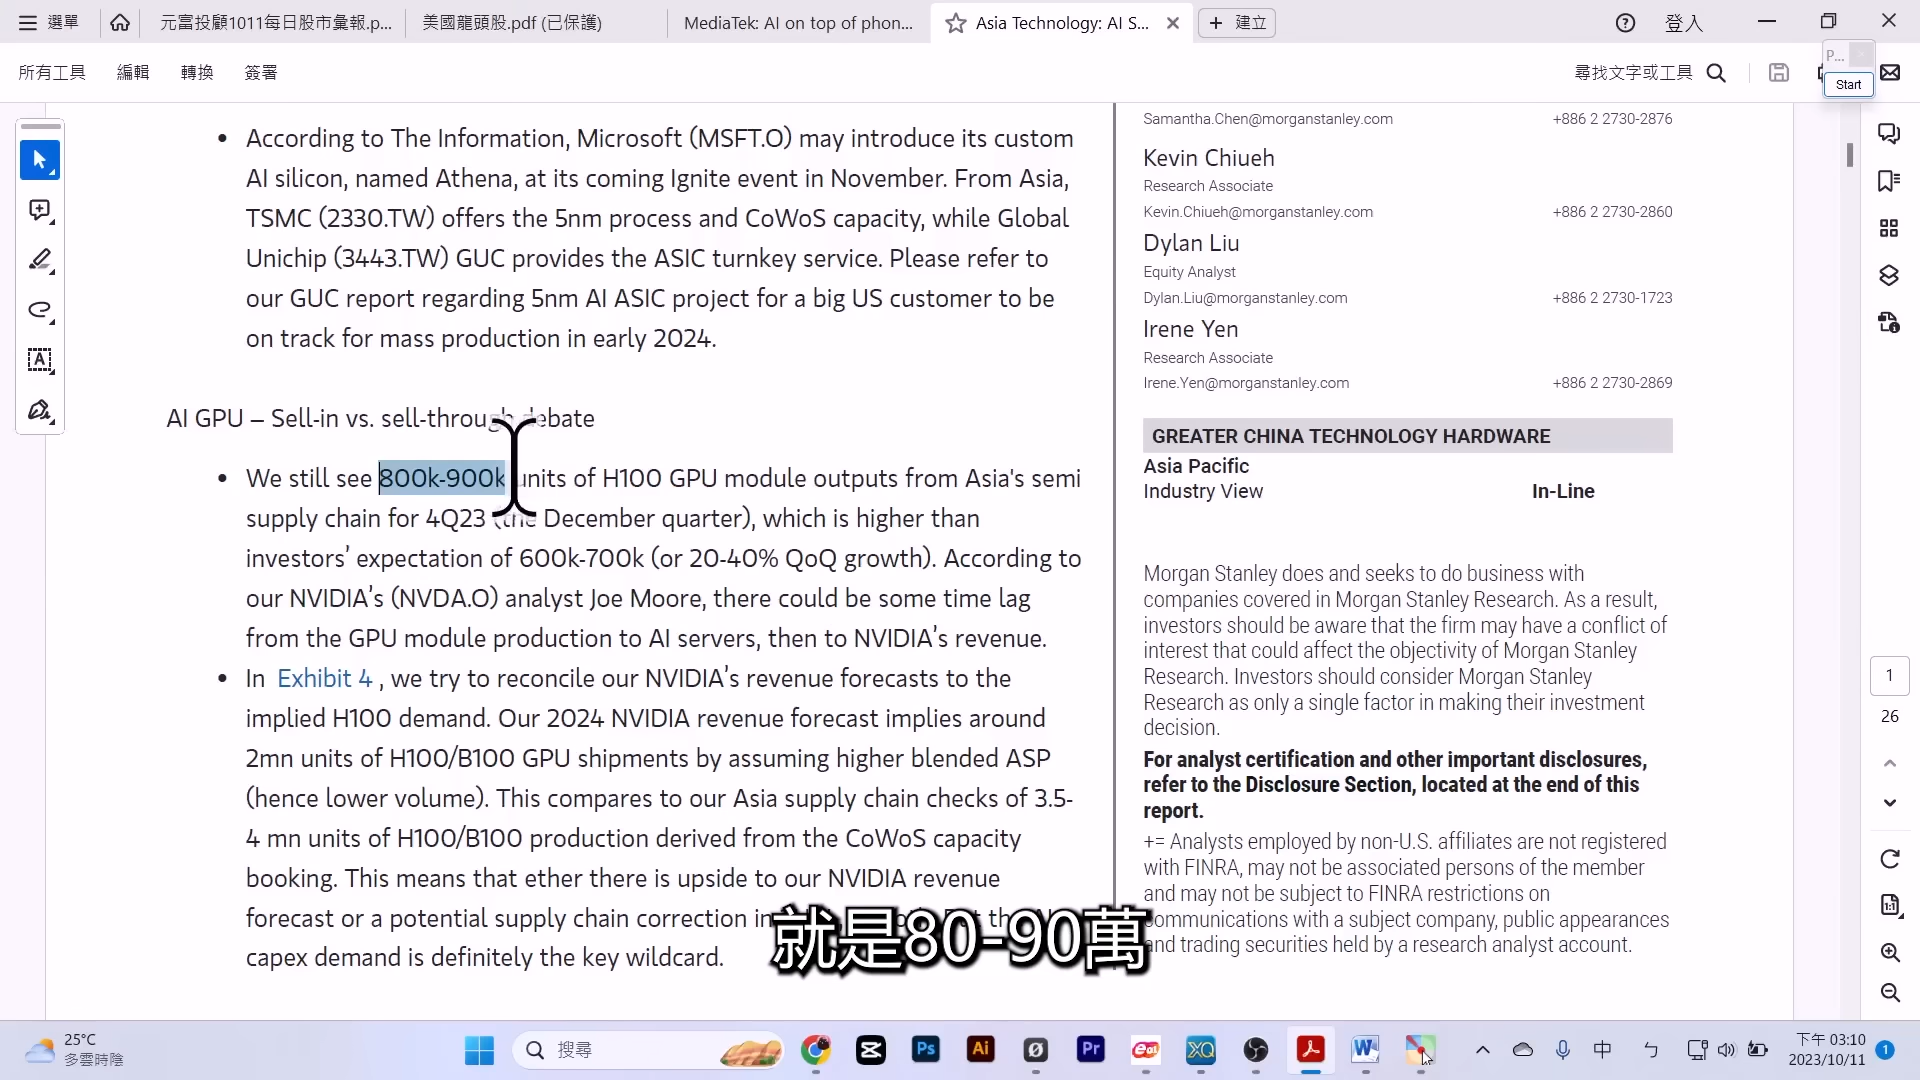 選單
元富投顧1011每日股市彙報.p...
美國龍頭股.pdf (已保護)
MediaTek: AI on top of phon...
Asia Technology: AI S...
建立
登入
所有工具
編輯
轉換
簽署
尋找文字或工具
P...
Start
• According to The Information, Microsoft (MSFT.O) may introduce its custom
AI silicon, named Athena, at its coming Ignite event in November. From Asia,
TSMC (2330.TW) offers the 5nm process and CoWoS capacity, while Global
Unichip (3443.TW) GUC provides the ASIC turnkey service. Please refer to
our GUC report regarding 5nm AI ASIC project for a big US customer to be
on track for mass production in early 2024.
AI GPU – Sell-in vs. sell-through debate
• We still see 800k-900k units of H100 GPU module outputs from Asia's semi
supply chain for 4Q23 (the December quarter), which is higher than
investors’ expectation of 600k-700k (or 20-40% QoQ growth). According to
our NVIDIA’s (NVDA.O) analyst Joe Moore, there could be some time lag
from the GPU module production to AI servers, then to NVIDIA’s revenue.
• In Exhibit 4 , we try to reconcile our NVIDIA’s revenue forecasts to the
implied H100 demand. Our 2024 NVIDIA revenue forecast implies around
2mn units of H100/B100 GPU shipments by assuming higher blended ASP
(hence lower volume). This compares to our Asia supply chain checks of 3.5-
4 mn units of H100/B100 production derived from the CoWoS capacity
booking. This means that ether there is upside to our NVIDIA revenue
forecast or a potential supply chain correction in
capex demand is definitely the key wildcard.
Samantha.Chen@morganstanley.com +886 2 2730-2876
Kevin Chiueh
Research Associate
Kevin.Chiueh@morganstanley.com +886 2 2730-2860
Dylan Liu
Equity Analyst
Dylan.Liu@morganstanley.com +886 2 2730-1723
Irene Yen
Research Associate
Irene.Yen@morganstanley.com +886 2 2730-2869
GREATER CHINA TECHNOLOGY HARDWARE
Asia Pacific
Industry View In-Line
Morgan Stanley does and seeks to do business with
companies covered in Morgan Stanley Research. As a result,
investors should be aware that the firm may have a conflict of
interest that could affect the objectivity of Morgan Stanley
Research. Investors should consider Morgan Stanley
Research as only a single factor in making their investment
decision.
For analyst certification and other important disclosures,
refer to the Disclosure Section, located at the end of this
report.
+= Analysts employed by non-U.S. affiliates are not registered
with FINRA, may not be associated persons of the member
and may not be subject to FINRA restrictions on
communications with a subject company, public appearances
and trading securities held by a research analyst account.
1
26
就是80-90萬
25°C
多雲時陰
搜尋
Ps
Ai
Pr
XQ
W
中
下午 03:10
2023/10/11
1